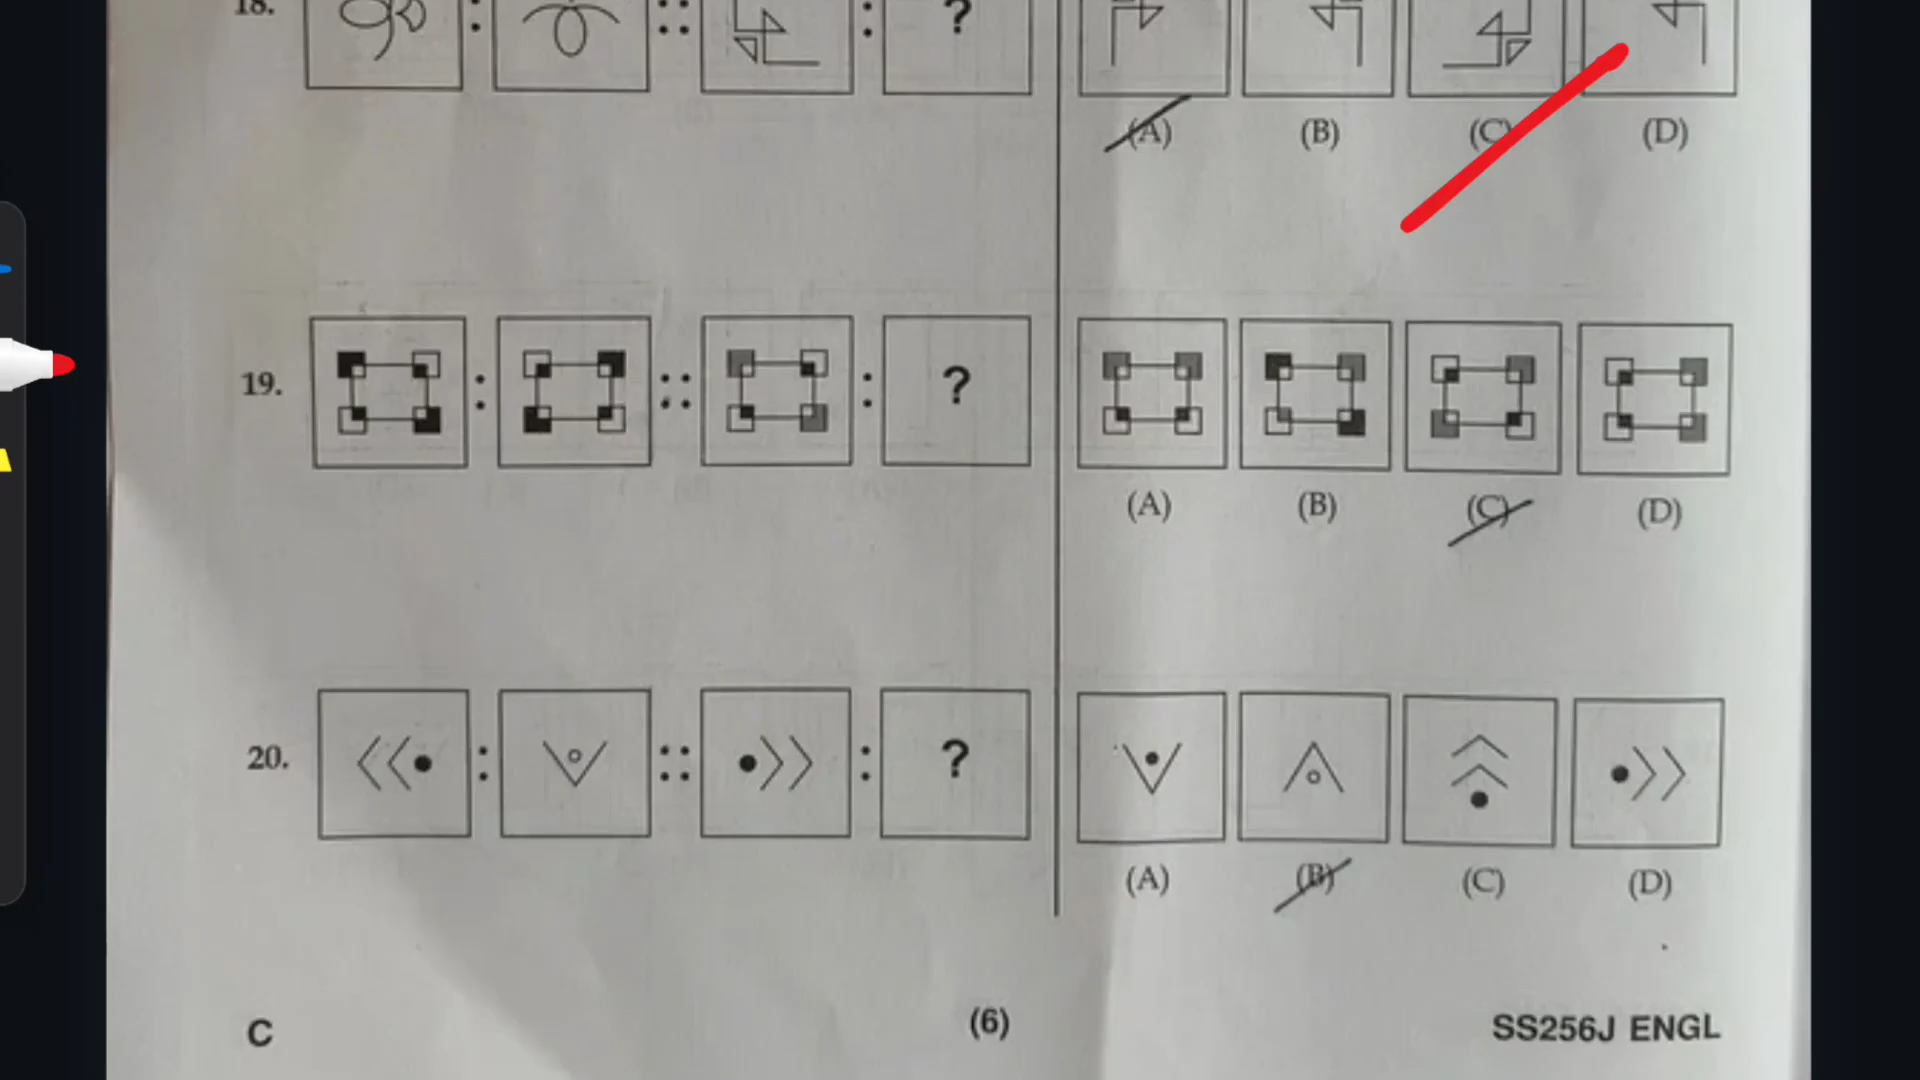 18. : :: : ?
(A) (B) (C) (D)
19. : :: : ?
(A) (B) (C) (D)
20. : :: : ?
(A) (B) (C) (D)
C (6) SS256J ENGL